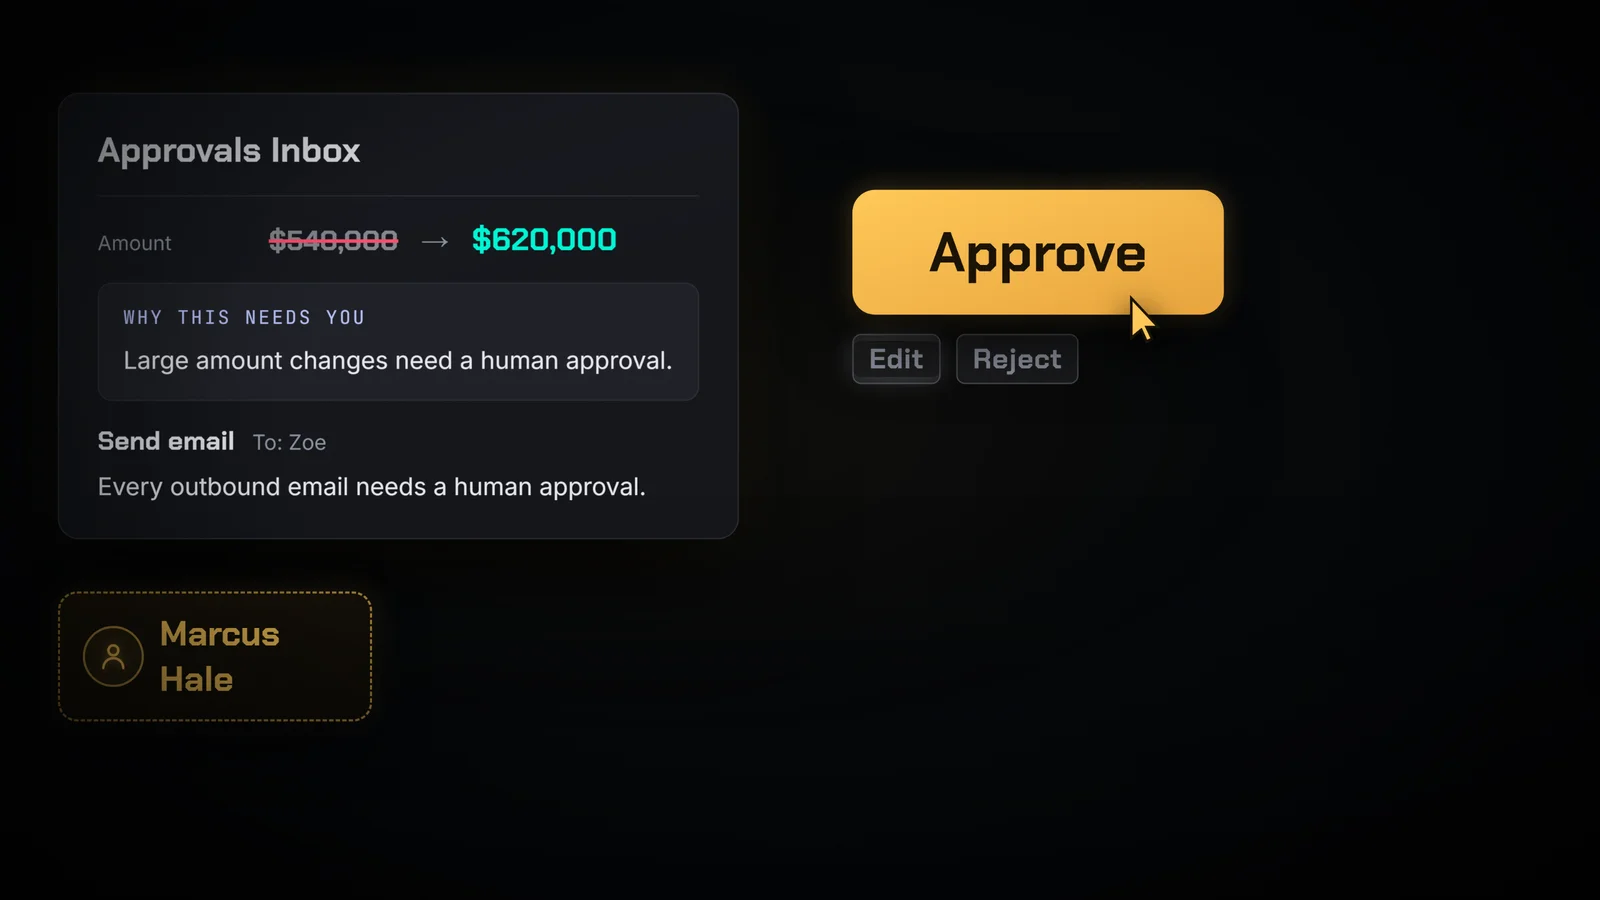 Approvals Inbox
Amount $540,000 → $620,000
WHY THIS NEEDS YOU
Large amount changes need a human approval.
Send email To: Zoe
Every outbound email needs a human approval.
Approve
Edit Reject
Marcus
Hale